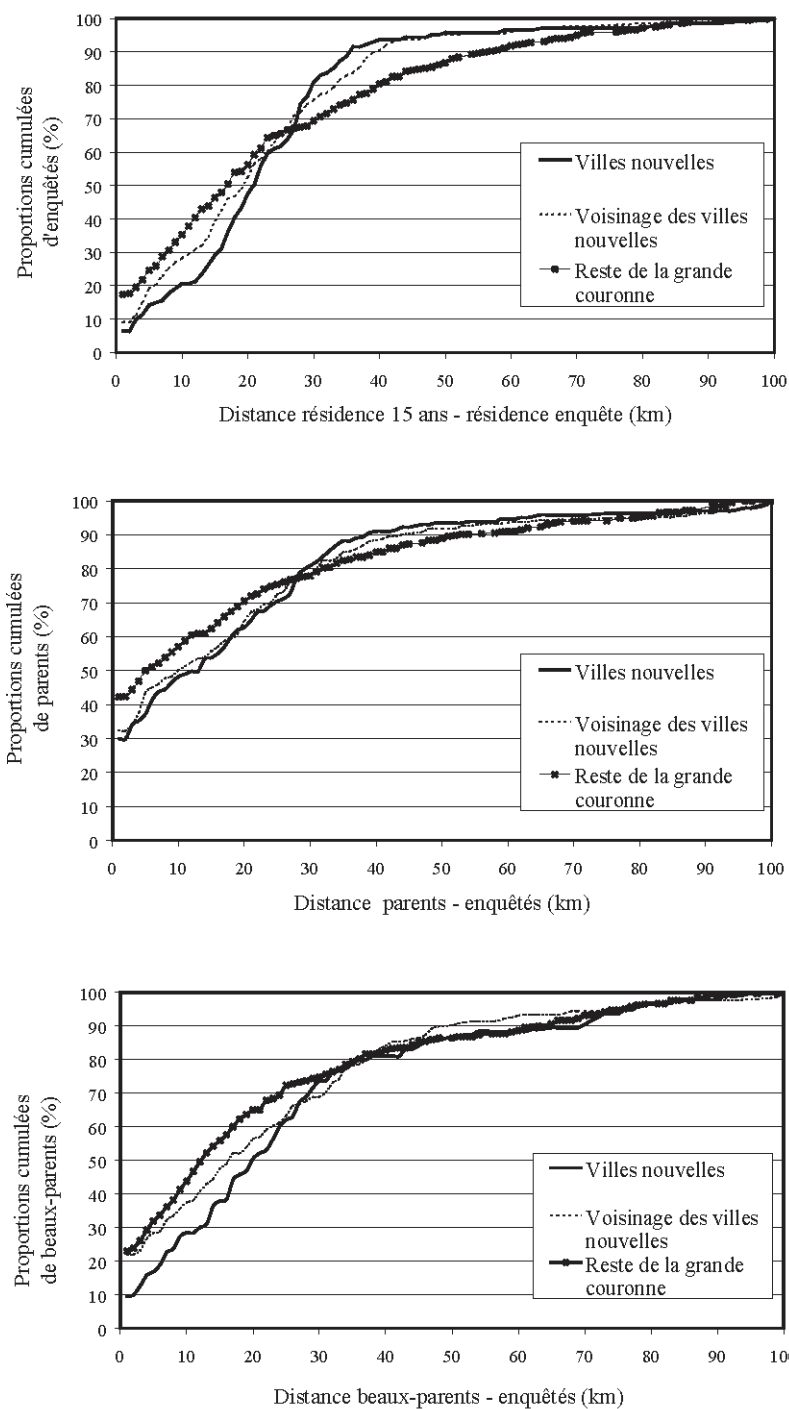 100
90
80
70
60
50
40
30
20
10
0
Proportions cumulées
d'enquêtés (%)
Villes nouvelles
Voisinage des villes
nouvelles
Reste de la grande
couronne
0 10 20 30 40 50 60 70 80 90 100
Distance résidence 15 ans - résidence enquête (km)
100
90
80
70
60
50
40
30
20
10
0
Proportions cumulées
de parents (%)
Villes nouvelles
Voisinage des villes
nouvelles
Reste de la grande
couronne
0 10 20 30 40 50 60 70 80 90 100
Distance parents - enquêtés (km)
100
90
80
70
60
50
40
30
20
10
0
Proportions cumulées
de beaux-parents (%)
Villes nouvelles
Voisinage des villes
nouvelles
Reste de la grande
couronne
0 10 20 30 40 50 60 70 80 90 100
Distance beaux-parents - enquêtés (km)